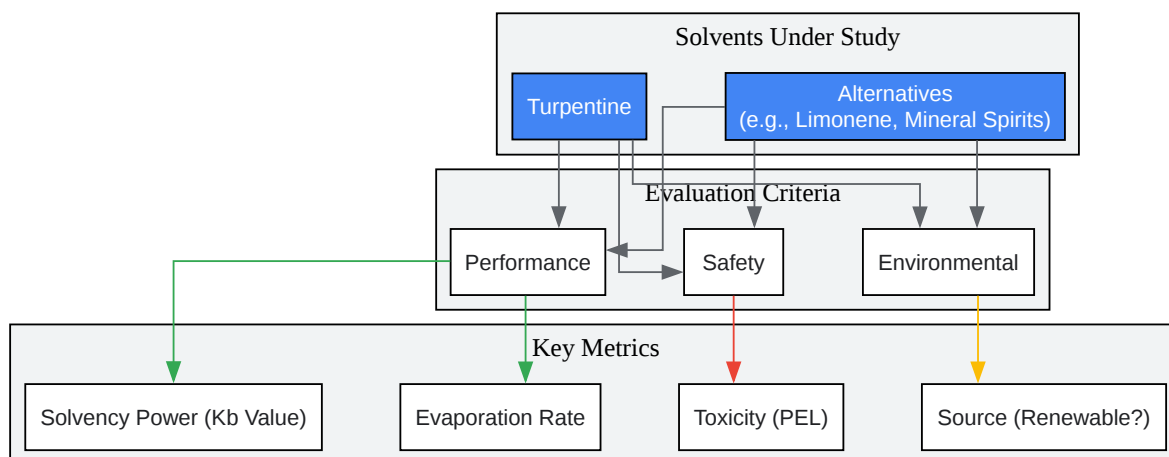 Solvents Under Study
Turpentine
Alternatives
(e.g., Limonene, Mineral Spirits)
Evaluation Criteria
Performance
Safety
Environmental
Key Metrics
Solvency Power (Kb Value)
Evaporation Rate
Toxicity (PEL)
Source (Renewable?)